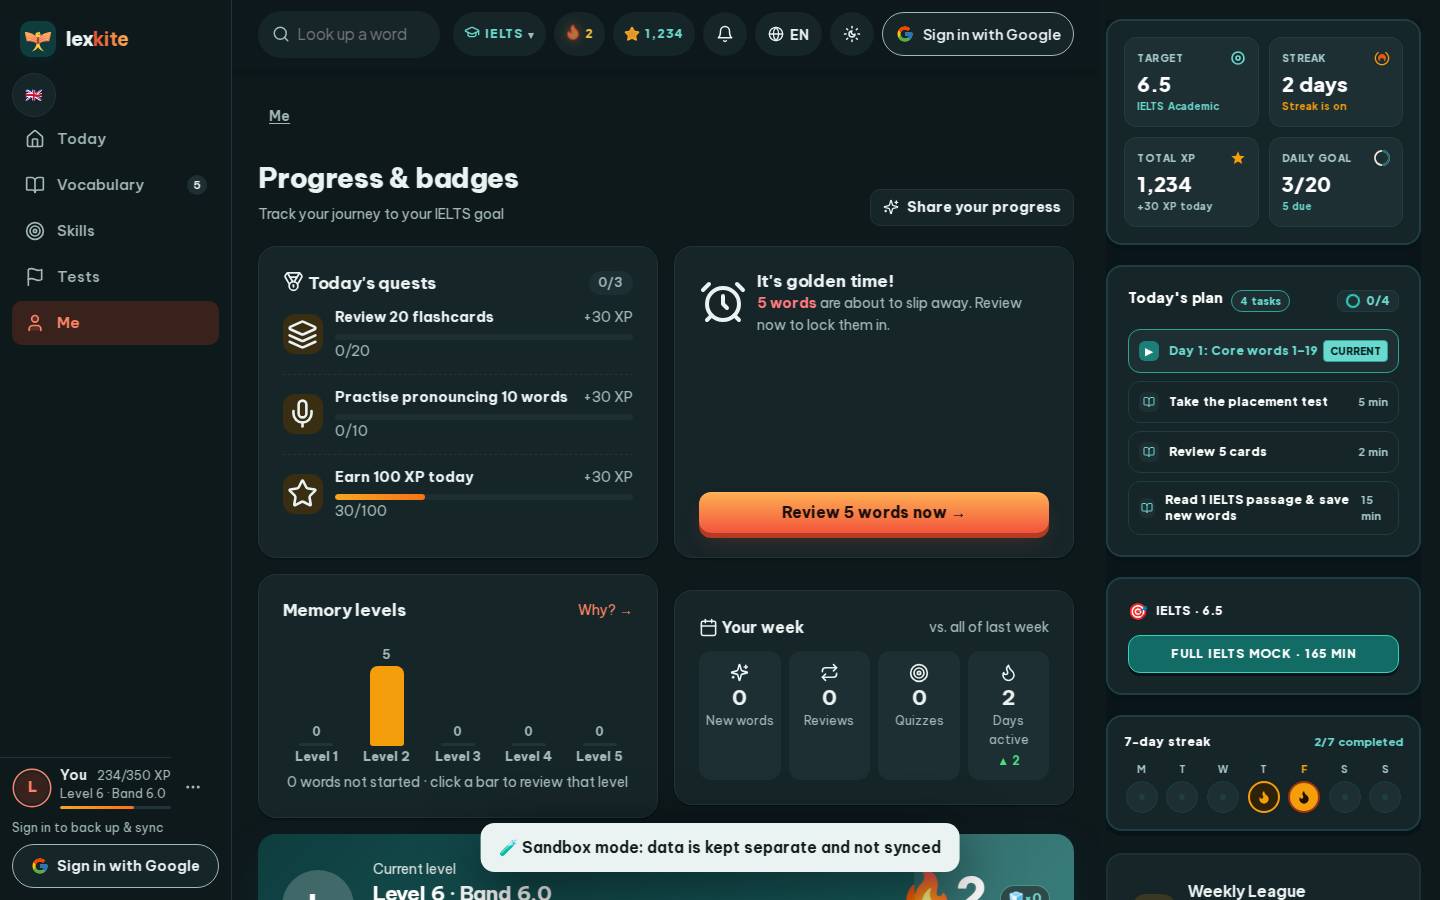 lexkite
Today
Vocabulary 5
Skills
Tests
Me
L
You 234/350 XP
Level 6 · Band 6.0
Sign in to back up & sync
Sign in with Google
Look up a word
IELTS ▾
2
1,234
EN
Sign in with Google
Me
Progress & badges
Track your journey to your IELTS goal
Share your progress
Today's quests 0/3
Review 20 flashcards +30 XP
0/20
Practise pronouncing 10 words +30 XP
0/10
Earn 100 XP today +30 XP
30/100
It's golden time!
5 words are about to slip away. Review
now to lock them in.
Review 5 words now →
Memory levels Why? →
0 5 0 0 0
Level 1 Level 2 Level 3 Level 4 Level 5
0 words not started · click a bar to review that level
Your week vs. all of last week
0 0 0 2
New words Reviews Quizzes Days
active
▲ 2
Current level
Level 6 · Band 6.0
2
🧪 Sandbox mode: data is kept separate and not synced
TARGET
6.5
IELTS Academic
STREAK
2 days
Streak is on
TOTAL XP
1,234
+30 XP today
DAILY GOAL
3/20
5 due
Today's plan 4 tasks 0/4
Day 1: Core words 1–19 CURRENT
Take the placement test 5 min
Review 5 cards 2 min
Read 1 IELTS passage & save 15
new words min
IELTS · 6.5
FULL IELTS MOCK · 165 MIN
7-day streak 2/7 completed
M T W T F S S
Weekly League